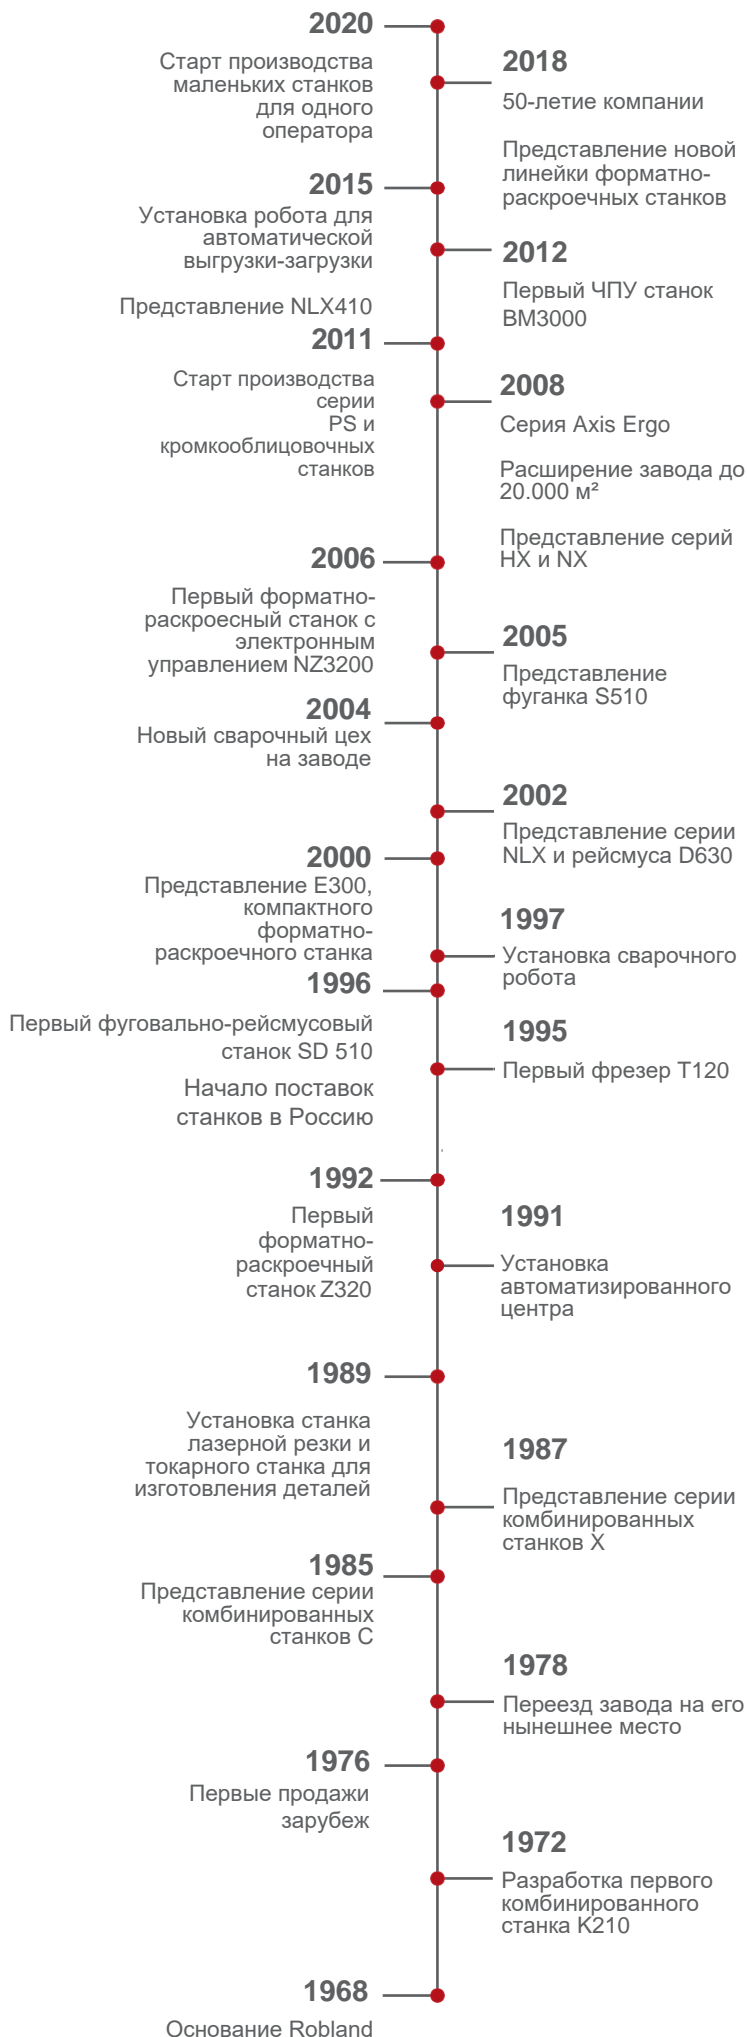 2020
Старт производства
маленьких станков
для одного
оператора
2018
50-летие компании
Представление новой
линейки форматно-
раскроечных станков
2015
Установка робота для
автоматической
выгрузки-загрузки
Представление NLX410
2012
Первый ЧПУ станок
BM3000
2011
Старт производства
серии
PS и
кромкооблицовочных
станков
2008
Серия Axis Ergo
Расширение завода до
20.000 м²
Представление серий
HX и NX
2006
Первый форматно-
раскроесный станок с
электронным
управлением NZ3200
2005
Представление
фуганка S510
2004
Новый сварочный цех
на заводе
2002
Представление серии
NLX и рейсмуса D630
2000
Представление E300,
компактного
форматно-
раскроечного станка
1997
Установка сварочного
робота
1996
Первый фуговально-рейсмусовый
станок SD 510
Начало поставок
станков в Россию
1995
Первый фрезер T120
1992
Первый
форматно-
раскроечный
станок Z320
1991
Установка
автоматизированного
центра
1989
Установка станка
лазерной резки и
токарного станка для
изготовления деталей
1987
Представление серии
комбинированных
станков X
1985
Представление серии
комбинированных
станков C
1978
Переезд завода на его
нынешнее место
1976
Первые продажи
зарубеж
1972
Разработка первого
комбинированного
станка K210
1968
Основание Robland